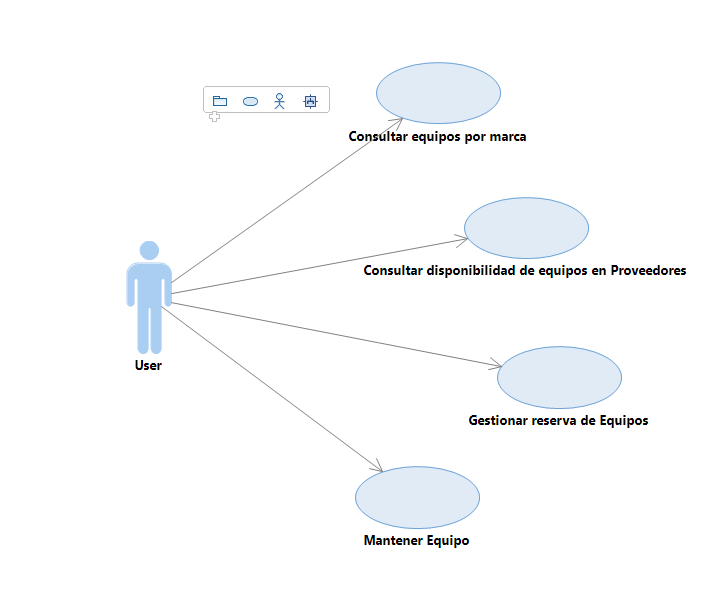 Consultar equipos por marca
Consultar disponibilidad de equipos en Proveedores
User
Gestionar reserva de Equipos
Mantener Equipo